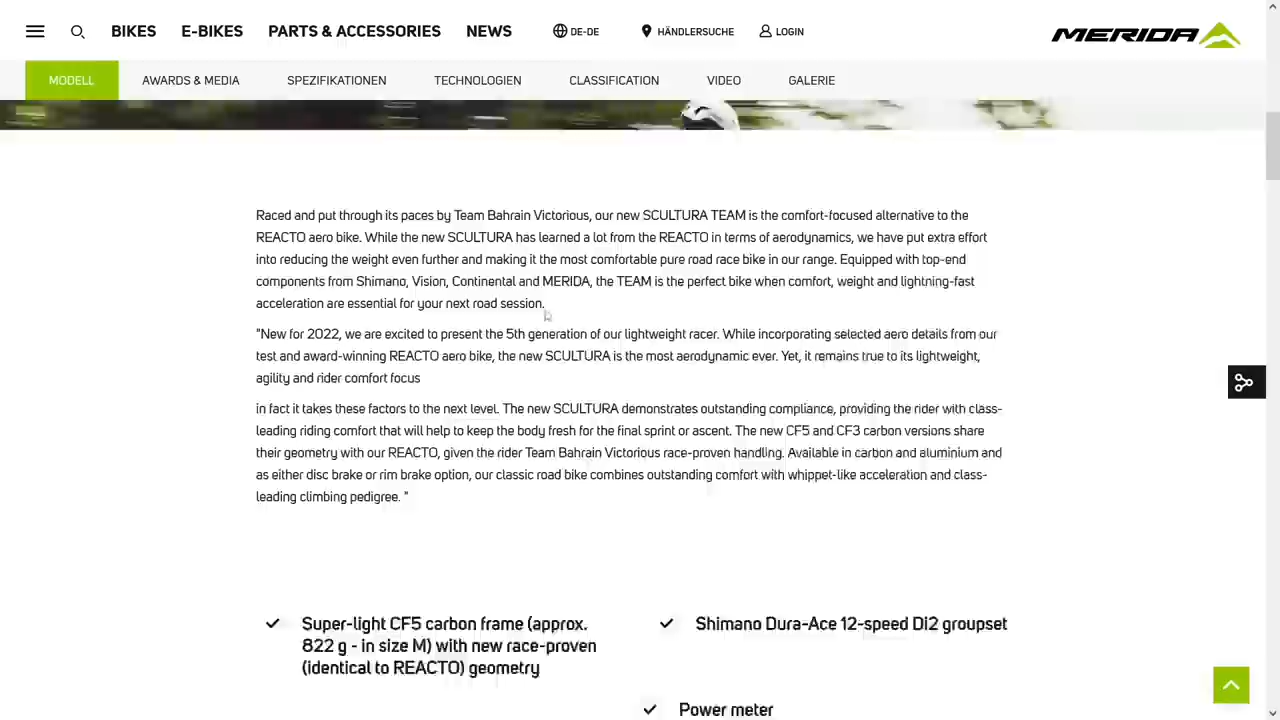 BIKES E-BIKES PARTS & ACCESSORIES NEWS DE-DE HÄNDLERSUCHE LOGIN MERIDA
MODELL AWARDS & MEDIA SPEZIFIKATIONEN TECHNOLOGIEN CLASSIFICATION VIDEO GALERIE
Raced and put through its paces by Team Bahrain Victorious, our new SCULTURA TEAM is the comfort-focused alternative to the
REACTO aero bike. While the new SCULTURA has learned a lot from the REACTO in terms of aerodynamics, we have put extra effort
into reducing the weight even further and making it the most comfortable pure road race bike in our range. Equipped with top-end
components from Shimano, Vision, Continental and MERIDA, the TEAM is the perfect bike when comfort, weight and lightning-fast
acceleration are essential for your next road session.
"New for 2022, we are excited to present the 5th generation of our lightweight racer. While incorporating selected aero details from our
test and award-winning REACTO aero bike, the new SCULTURA is the most aerodynamic ever. Yet, it remains true to its lightweight,
agility and rider comfort focus
in fact it takes these factors to the next level. The new SCULTURA demonstrates outstanding compliance, providing the rider with class-
leading riding comfort that will help to keep the body fresh for the final sprint or ascent. The new CF5 and CF3 carbon versions share
their geometry with our REACTO, given the rider Team Bahrain Victorious race-proven handling. Available in carbon and aluminium and
as either disc brake or rim brake option, our classic road bike combines outstanding comfort with whippet-like acceleration and class-
leading climbing pedigree. "
Super-light CF5 carbon frame (approx.
822 g - in size M) with new race-proven
(identical to REACTO) geometry
Shimano Dura-Ace 12-speed Di2 groupset
Power meter